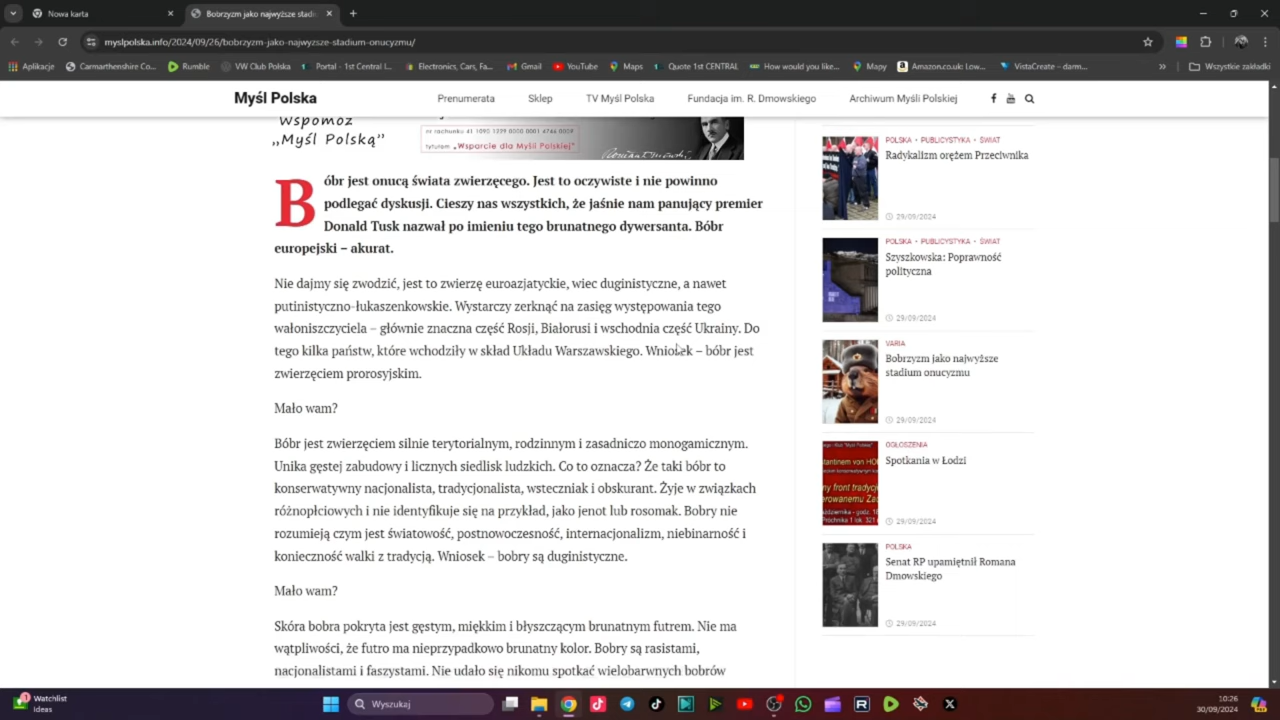 Nowa karta
Bobrzyzm jako najwyższe stadiu
myslpolska.info/2024/09/26/bobrzyzm-jako-najwyzsze-stadium-onucyzmu/
Aplikacje
Carmarthenshire Co...
Rumble
VW Club Polska
Portal - 1st Central I...
Electronics, Cars, Fa...
Gmail
YouTube
Maps
Quote 1st CENTRAL
How would you like...
Mapy
Amazon.co.uk: Low...
VistaCreate – darm...
Wszystkie zakładki
Myśl Polska
Prenumerata
Sklep
TV Myśl Polska
Fundacja im. R. Dmowskiego
Archiwum Myśli Polskiej
Wspomóż
„Myśl Polską”
nr rachunku 41 1090 1239 0000 0001 4746 0008
tytułem „Wsparcie dla Myśli Polskiej”
Bóbr jest onucą świata zwierzęcego. Jest to oczywiste i nie powinno
podlegać dyskusji. Cieszy nas wszystkich, że jaśnie nam panujący premier
Donald Tusk nazwał po imieniu tego brunatnego dywersanta. Bóbr
europejski – akurat.
Nie dajmy się zwodzić, jest to zwierzę euroazjatyckie, wiec duginistyczne, a nawet
putinistyczno-łukaszenkowskie. Wystarczy zerknąć na zasięg występowania tego
wałoniszczyciela – głównie znaczna część Rosji, Białorusi i wschodnia część Ukrainy. Do
tego kilka państw, które wchodziły w skład Układu Warszawskiego. Wniosek – bóbr jest
zwierzęciem prorosyjskim.
Mało wam?
Bóbr jest zwierzęciem silnie terytorialnym, rodzinnym i zasadniczo monogamicznym.
Unika gęstej zabudowy i licznych siedlisk ludzkich. Co to oznacza? Że taki bóbr to
konserwatywny nacjonalista, tradycjonalista, wsteczniak i obskurant. Żyje w związkach
różnopłciowych i nie identyfikuje się na przykład, jako jenot lub rosomak. Bobry nie
rozumieją czym jest światowość, postnowoczesność, internacjonalizm, niebinarność i
konieczność walki z tradycją. Wniosek – bobry są duginistyczne.
Mało wam?
Skóra bobra pokryta jest gęstym, miękkim i błyszczącym brunatnym futrem. Nie ma
wątpliwości, że futro ma nieprzypadkowo brunatny kolor. Bobry są rasistami,
nacjonalistami i faszystami. Nie udało się nikomu spotkać wielobarwnych bobrów
POLSKA • PUBLICYSTYKA • ŚWIAT
Radykalizm orężem Przeciwnika
29/09/2024
POLSKA • PUBLICYSTYKA • ŚWIAT
Szyszkowska: Poprawność
polityczna
29/09/2024
VARIA
Bobrzyzm jako najwyższe
stadium onucyzmu
29/09/2024
OGŁOSZENIA
Spotkania w Łodzi
29/09/2024
POLSKA
Senat RP upamiętnił Romana
Dmowskiego
29/09/2024
Watchlist
Ideas
Wyszukaj
10:26
30/09/2024